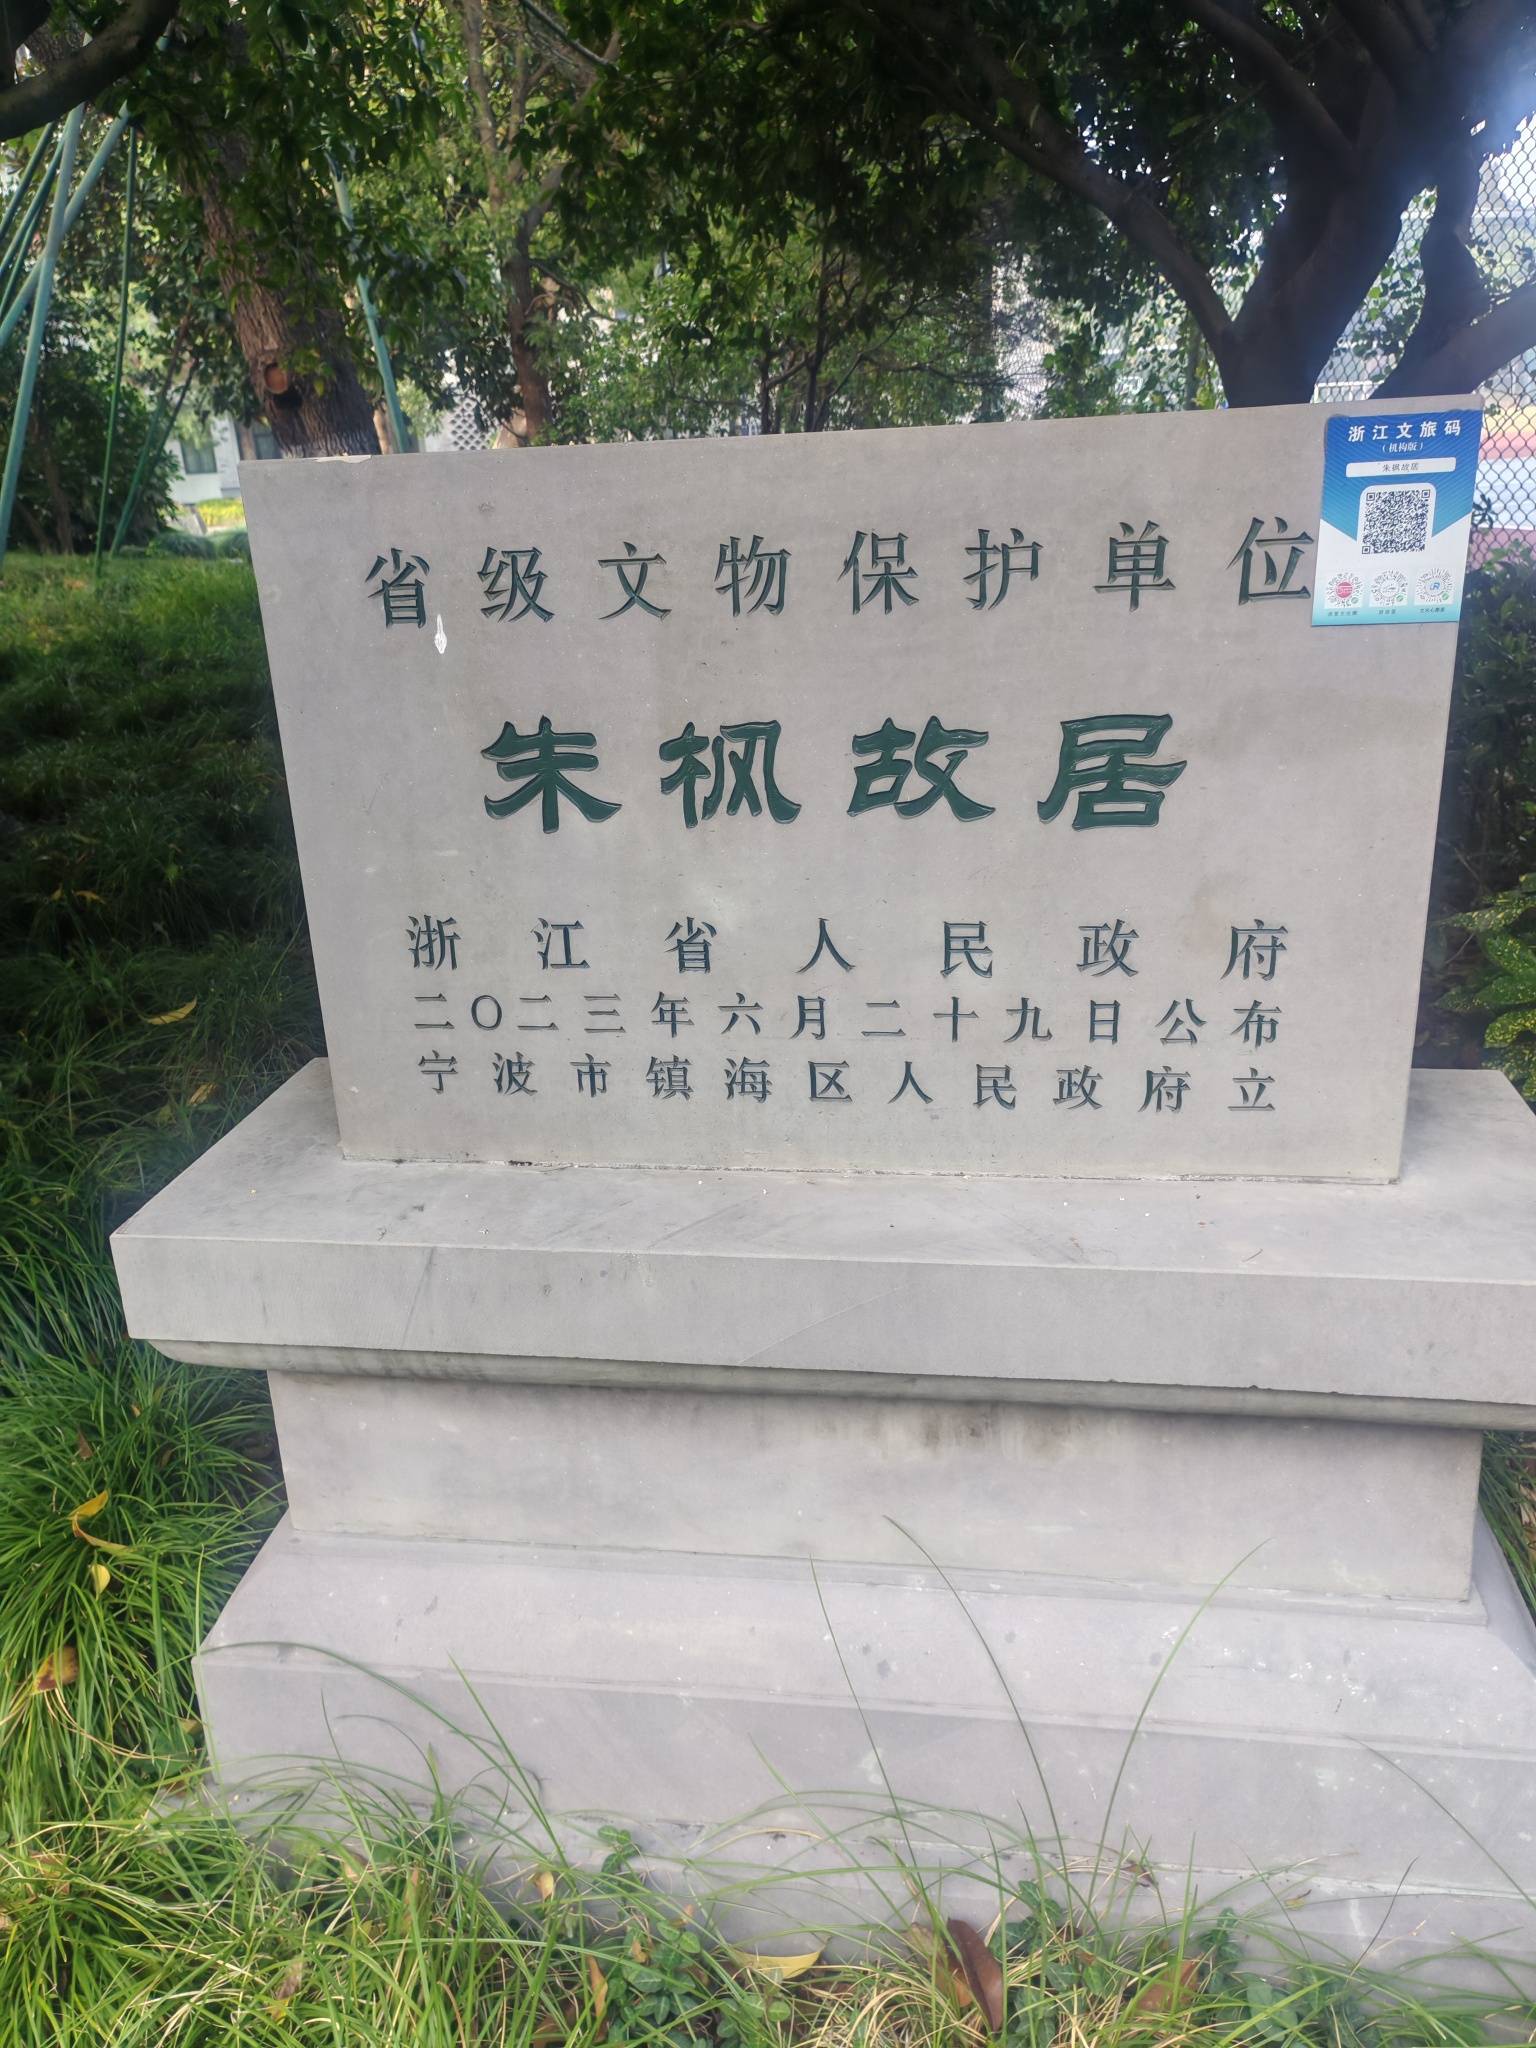 浙江文旅码
（机构版）
朱枫故居
省级文物保护单位
朱枫故居
浙江省人民政府
二〇二三年六月二十九日公布
宁波市镇海区人民政府立